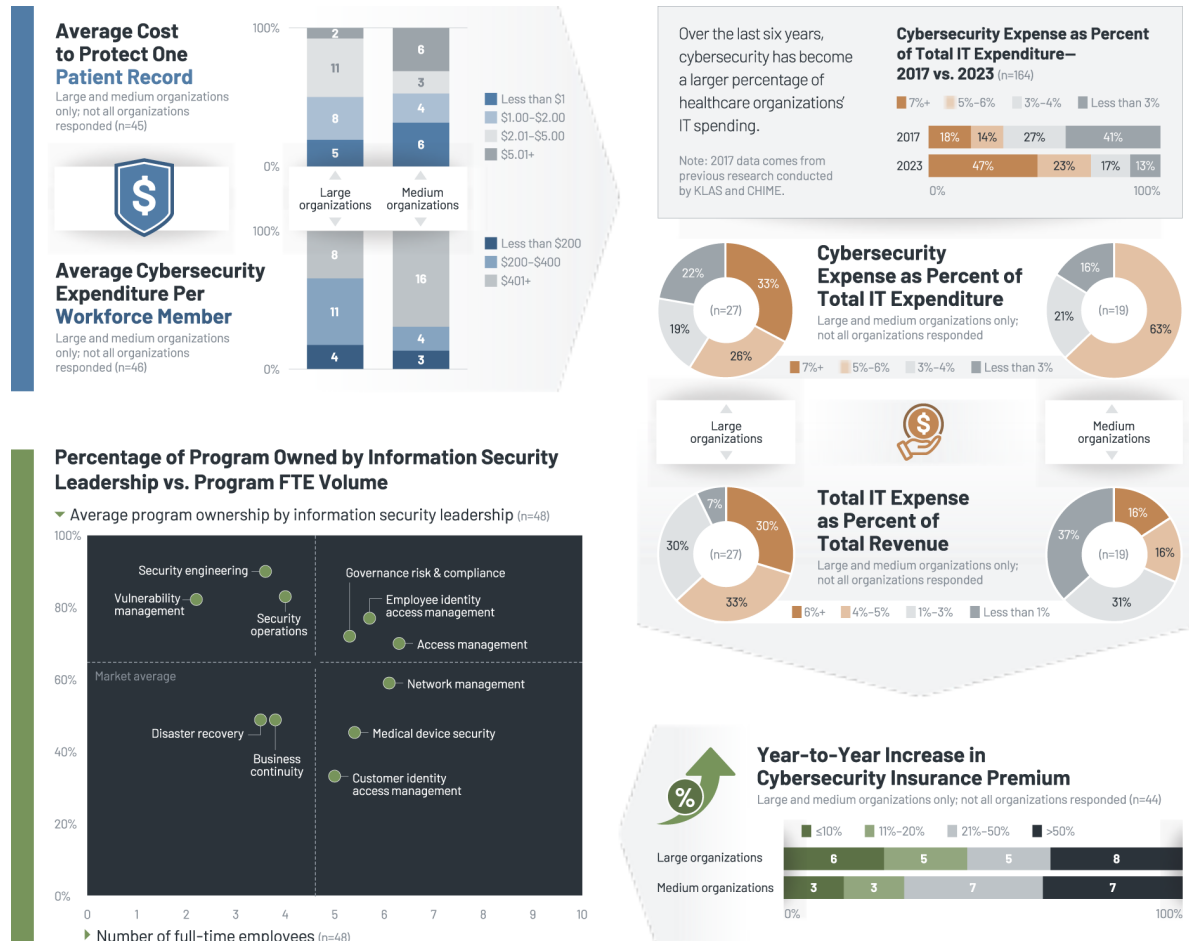 Average Cost
to Protect One
Patient Record
Large and medium organizations
only; not all organizations
responded (n=45)
100%
2
11
8
5
6
3
4
6
0%
Less than $1
$1.00–$2.00
$2.01–$5.00
$5.01+
$
Large
organizations
Medium
organizations
Average Cybersecurity
Expenditure Per
Workforce Member
Large and medium organizations
only; not all organizations
responded (n=46)
100%
8
11
4
16
4
3
0%
Less than $200
$200–$400
$401+
Over the last six years,
cybersecurity has become
a larger percentage of
healthcare organizations’
IT spending.
Note: 2017 data comes from
previous research conducted
by KLAS and CHIME.
Cybersecurity Expense as Percent
of Total IT Expenditure—
2017 vs. 2023 (n=164)
7%+ 5%–6% 3%–4% Less than 3%
2017 18% 14% 27% 41%
2023 47% 23% 17% 13%
0% 100%
22%
33%
(n=27)
19%
26%
Cybersecurity
Expense as Percent of
Total IT Expenditure
Large and medium organizations only;
not all organizations responded
16%
21%
(n=19)
63%
7%+ 5%–6% 3%–4% Less than 3%
Large
organizations
$
Medium
organizations
7%
30%
30%
(n=27)
33%
Total IT Expense
as Percent of
Total Revenue
Large and medium organizations only;
not all organizations responded
37%
16%
(n=19)
16%
31%
6%+ 4%–5% 1%–3% Less than 1%
Percentage of Program Owned by Information Security
Leadership vs. Program FTE Volume
Average program ownership by information security leadership (n=48)
100%
80%
60%
40%
20%
0%
Security engineering
Vulnerability
management
Security
operations
Governance risk & compliance
Employee identity
access management
Access management
Market average
Network management
Disaster recovery
Business
continuity
Medical device security
Customer identity
access management
0 1 2 3 4 5 6 7 8 9 10
Number of full-time employees (n=48)
%
Year-to-Year Increase in
Cybersecurity Insurance Premium
Large and medium organizations only; not all organizations responded (n=44)
≤10% 11%–20% 21%–50% >50%
Large organizations 6 5 5 8
Medium organizations 3 3 7 7
0% 100%